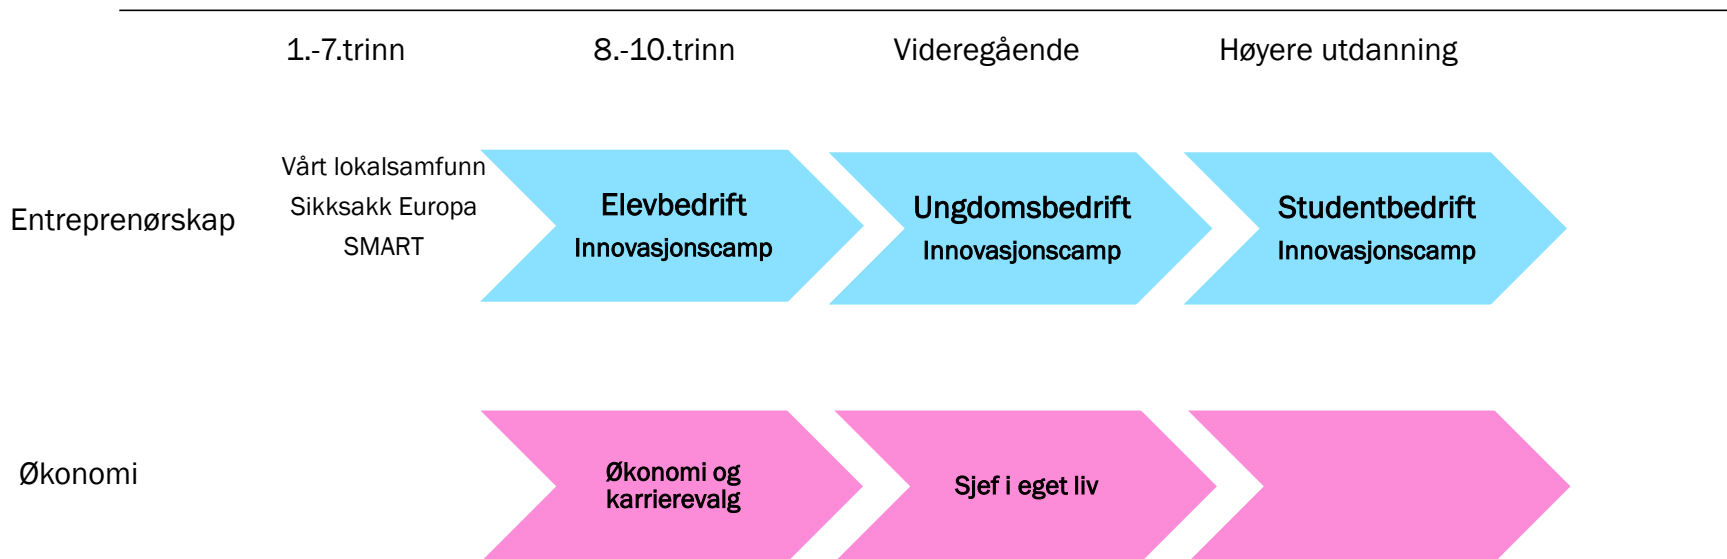 1.-7.trinn
8.-10.trinn
Videregående
Høyere utdanning
Entreprenørskap
Vårt lokalsamfunn
Sikksakk Europa
SMART
Elevbedrift
Innovasjonscamp
Ungdomsbedrift
Innovasjonscamp
Studentbedrift
Innovasjonscamp
Økonomi
Økonomi og
karrierevalg
Sjef i eget liv